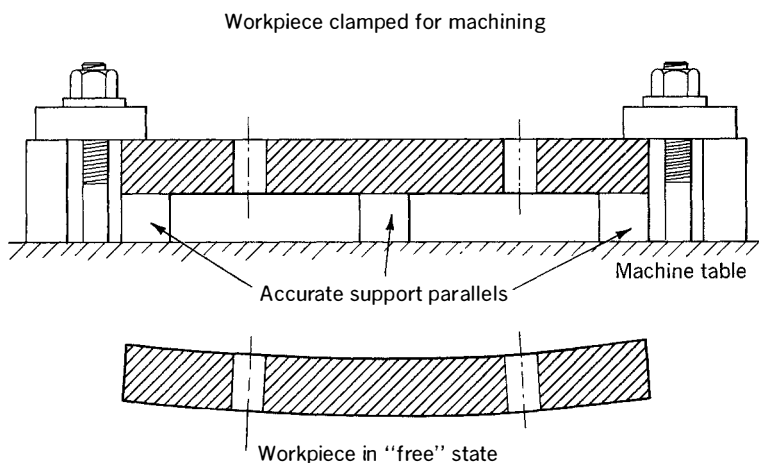 Workpiece clamped for machining
Machine table
Accurate support parallels
Workpiece in “free” state